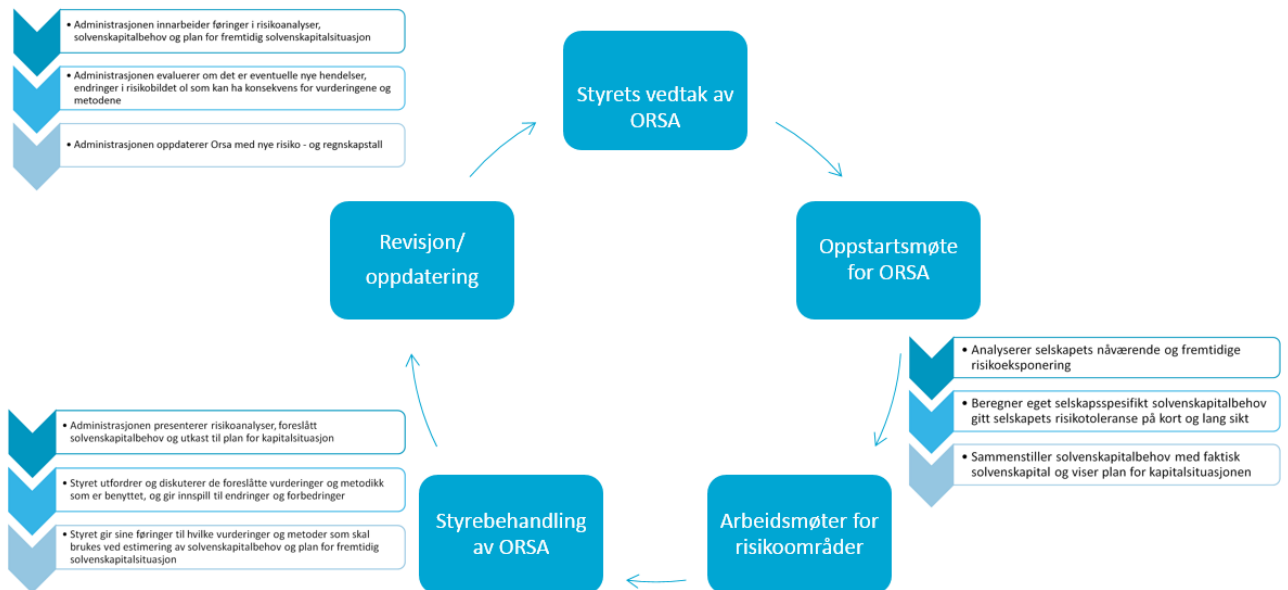 • Administrasjonen innarbeider føringer i risikoanalyser,
solvenskapitalbehov og plan for fremtidig solvenskapitalsituasjon
• Administrasjonen evaluerer om det er eventuelle nye hendelser,
endringer i risikobildet ol som kan ha konsekvens for vurderingene og
metodene
• Administrasjonen oppdaterer Orsa med nye risiko - og regnskapstall
Styrets vedtak av
ORSA
Oppstartsmøte
for ORSA
• Analyserer selskapets nåværende og fremtidige
risikoeksponering
• Beregner eget selskapsspesifikt solvenskapitalbehov
gitt selskapets risikotoleranse på kort og lang sikt
• Sammenstiller solvenskapitalbehov med faktisk
solvenskapital og viser plan for kapitalsituasjonen
Arbeidsmøter for
risikoområder
Styrebehandling
av ORSA
• Administrasjonen presenterer risikoanalyser, foreslått
solvenskapitalbehov og utkast til plan for kapitalsituasjon
• Styret utfordrer og diskuterer de foreslåtte vurderinger og metodikk
som er benyttet, og gir innspill til endringer og forbedringer
• Styret gir sine føringer til hvilke vurderinger og metoder som skal
brukes ved estimering av solvenskapitalbehov og plan for fremtidig
solvenskapitalsituasjon
Revisjon/
oppdatering